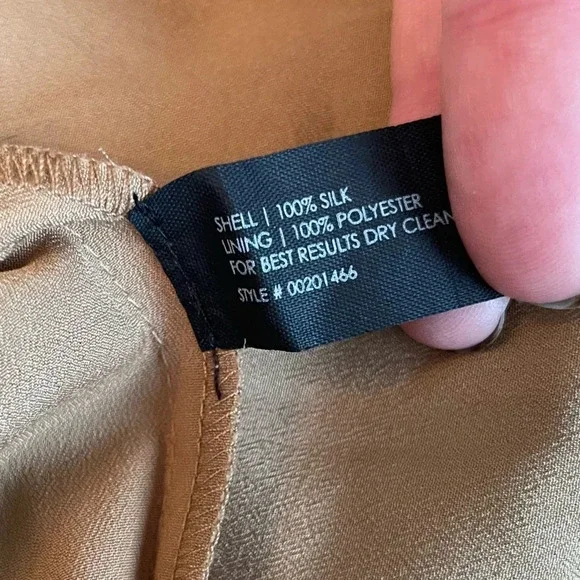 SHELL | 100% SILK
LINING | 100% POLYESTER
FOR BEST RESULTS DRY CLEAN
STYLE # 00201466